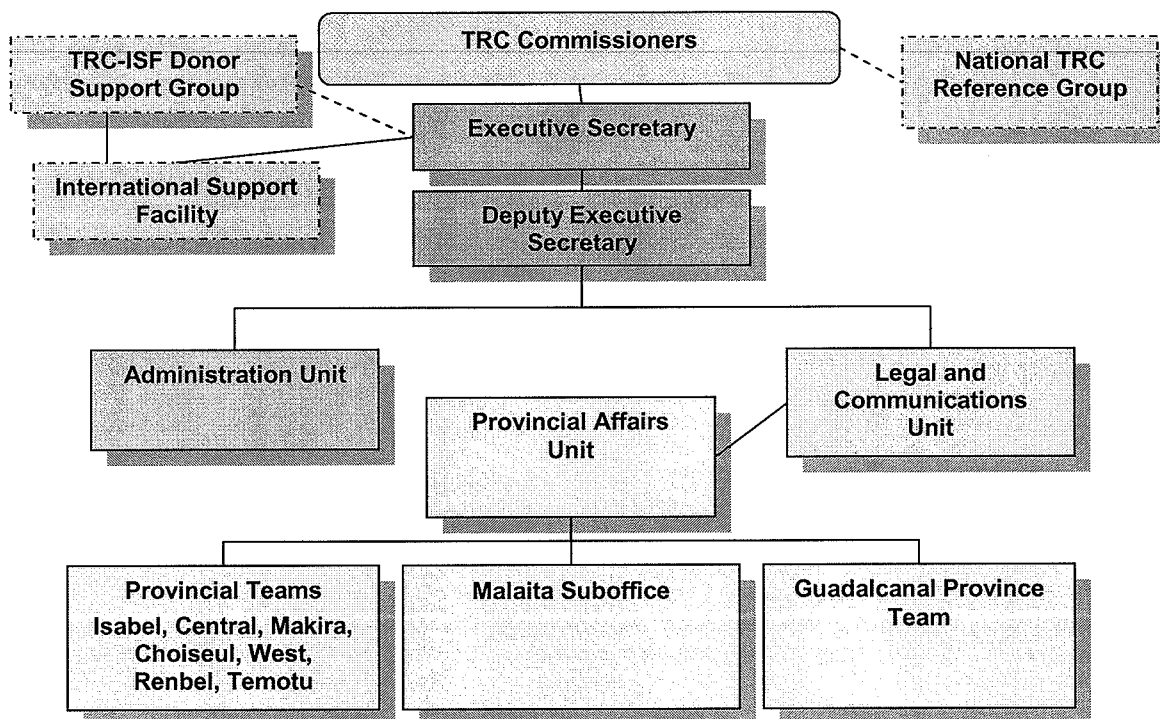 TRC Commissioners
TRC-ISF Donor
Support Group
National TRC
Reference Group
Executive Secretary
International Support
Facility
Deputy Executive
Secretary
Administration Unit
Legal and
Communications
Unit
Provincial Affairs
Unit
Provincial Teams
Isabel, Central, Makira,
Choiseul, West,
Renbel, Temotu
Malaita Suboffice
Guadalcanal Province
Team